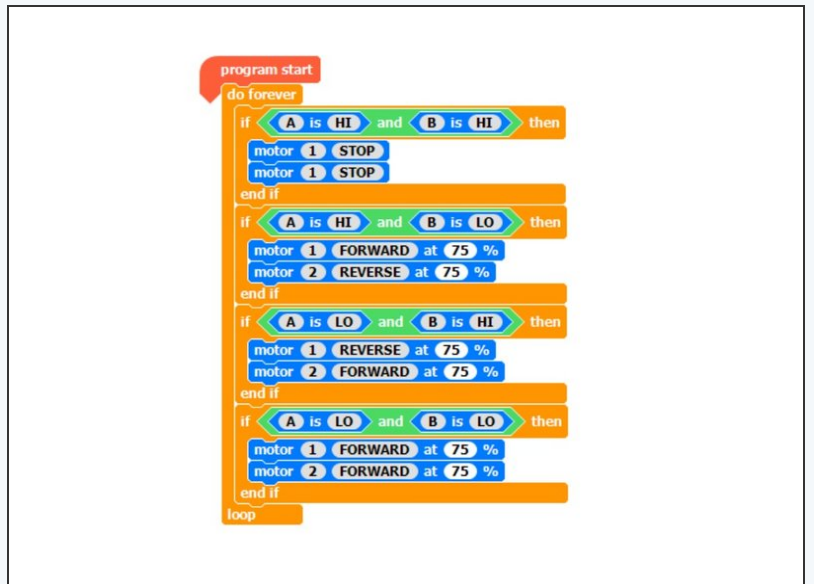 program start
do forever
if A is HI and B is HI then
motor 1 STOP
motor 1 STOP
end if
if A is HI and B is LO then
motor 1 FORWARD at 75 %
motor 2 REVERSE at 75 %
end if
if A is LO and B is HI then
motor 1 REVERSE at 75 %
motor 2 FORWARD at 75 %
end if
if A is LO and B is LO then
motor 1 FORWARD at 75 %
motor 2 FORWARD at 75 %
end if
loop